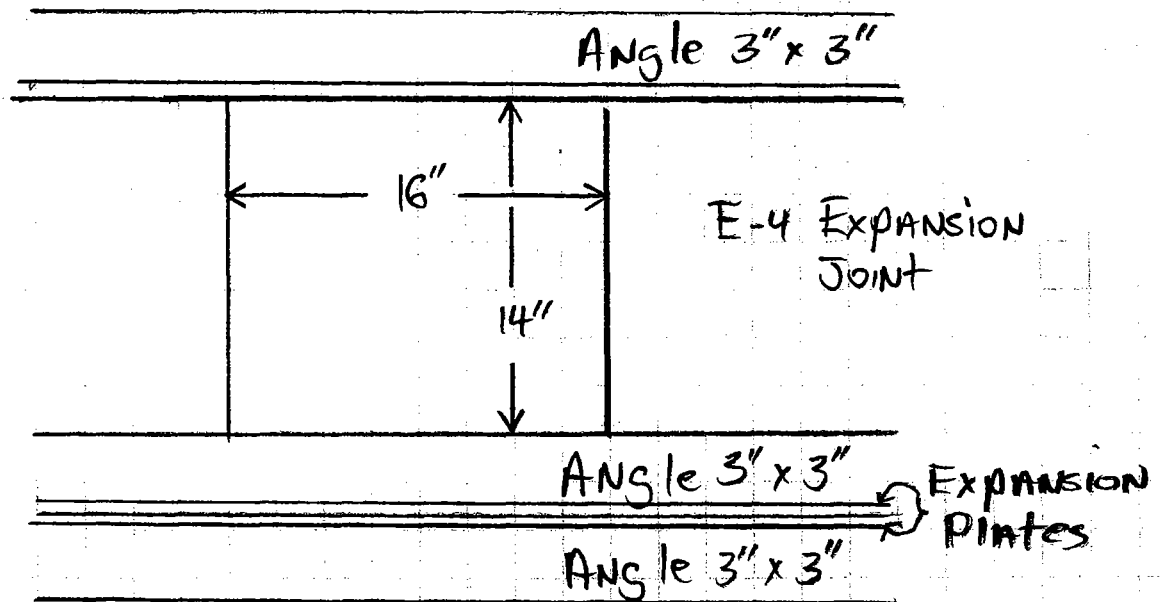 Angle 3" x 3"
16"
E-4 Expansion
Joint
14"
Angle 3" x 3"
Expansion
Plates
Angle 3" x 3"